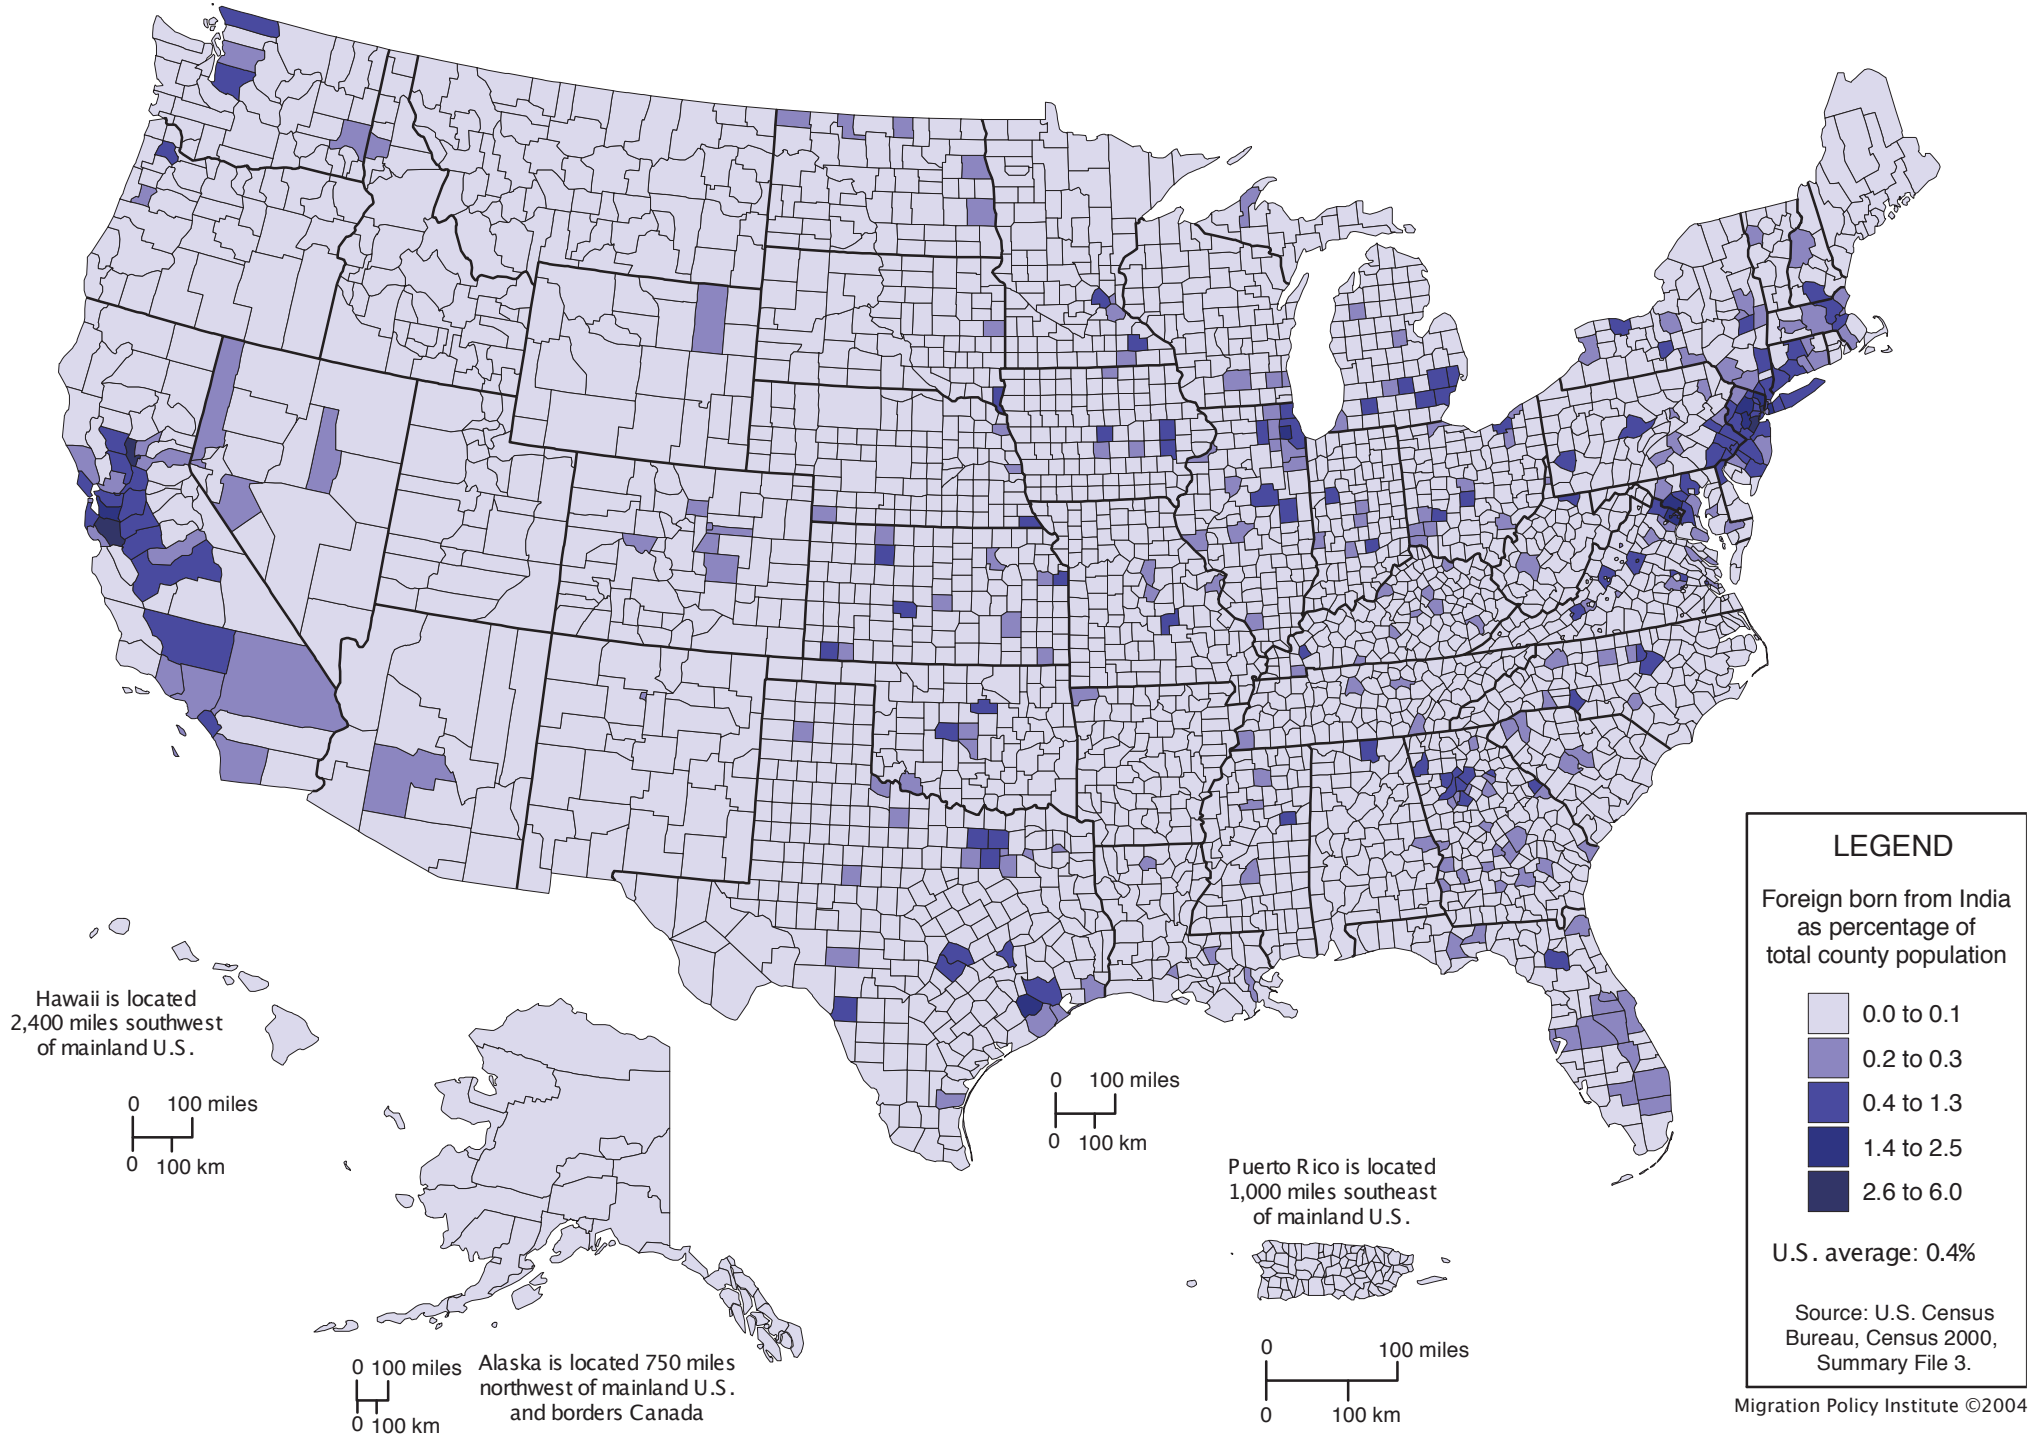 Hawaii is located
2,400 miles southwest
of mainland U.S.
0 100 miles
0 100 km
0 100 miles
0 100 km
Alaska is located 750 miles
northwest of mainland U.S.
and borders Canada
0 100 miles
0 100 km
Puerto Rico is located
1,000 miles southeast
of mainland U.S.
0 100 miles
0 100 km
LEGEND
Foreign born from India
as percentage of
total county population
0.0 to 0.1
0.2 to 0.3
0.4 to 1.3
1.4 to 2.5
2.6 to 6.0
U.S. average: 0.4%
Source: U.S. Census
Bureau, Census 2000,
Summary File 3.
Migration Policy Institute ©2004